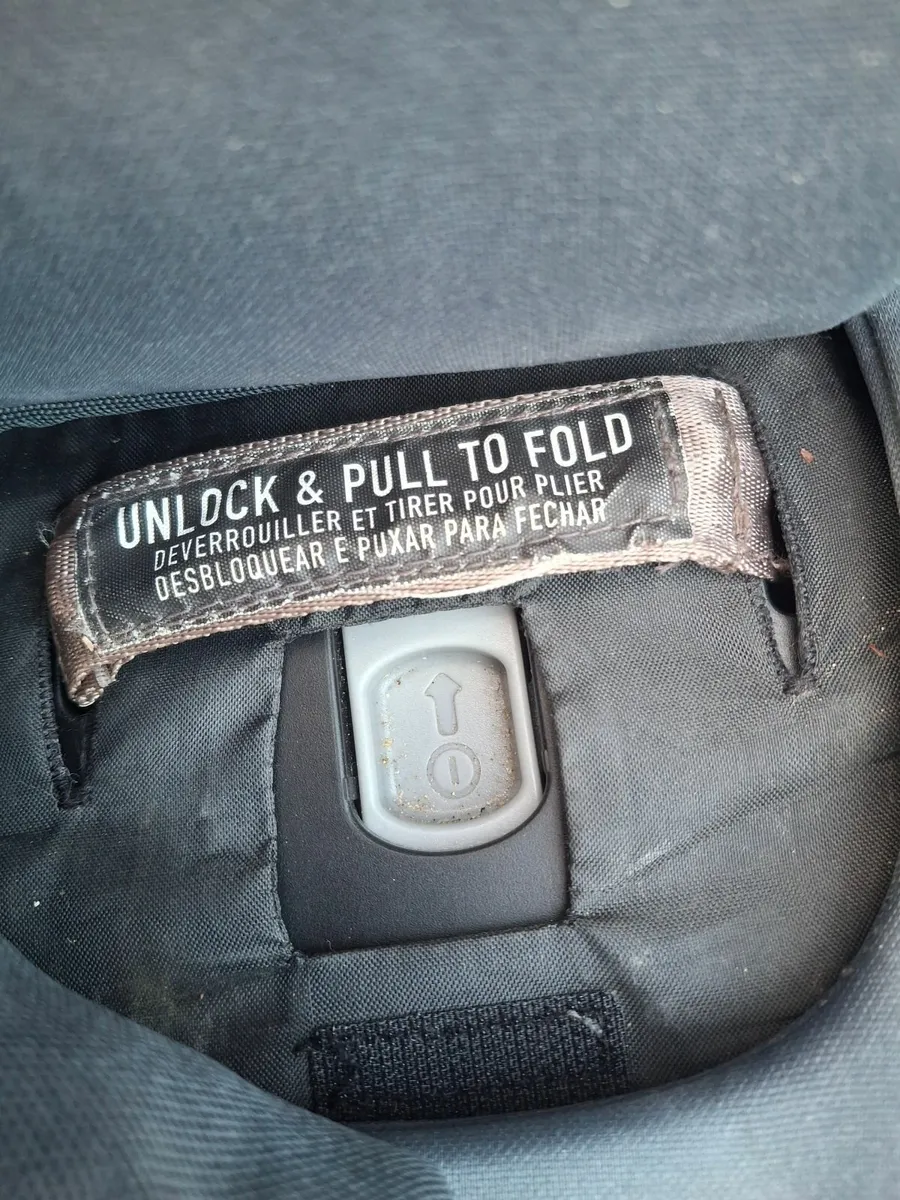 UNLOCK & PULL TO FOLD
DEVERROUILLER ET TIRER POUR PLIER
DESBLOQUEAR E PUXAR PARA FECHAR